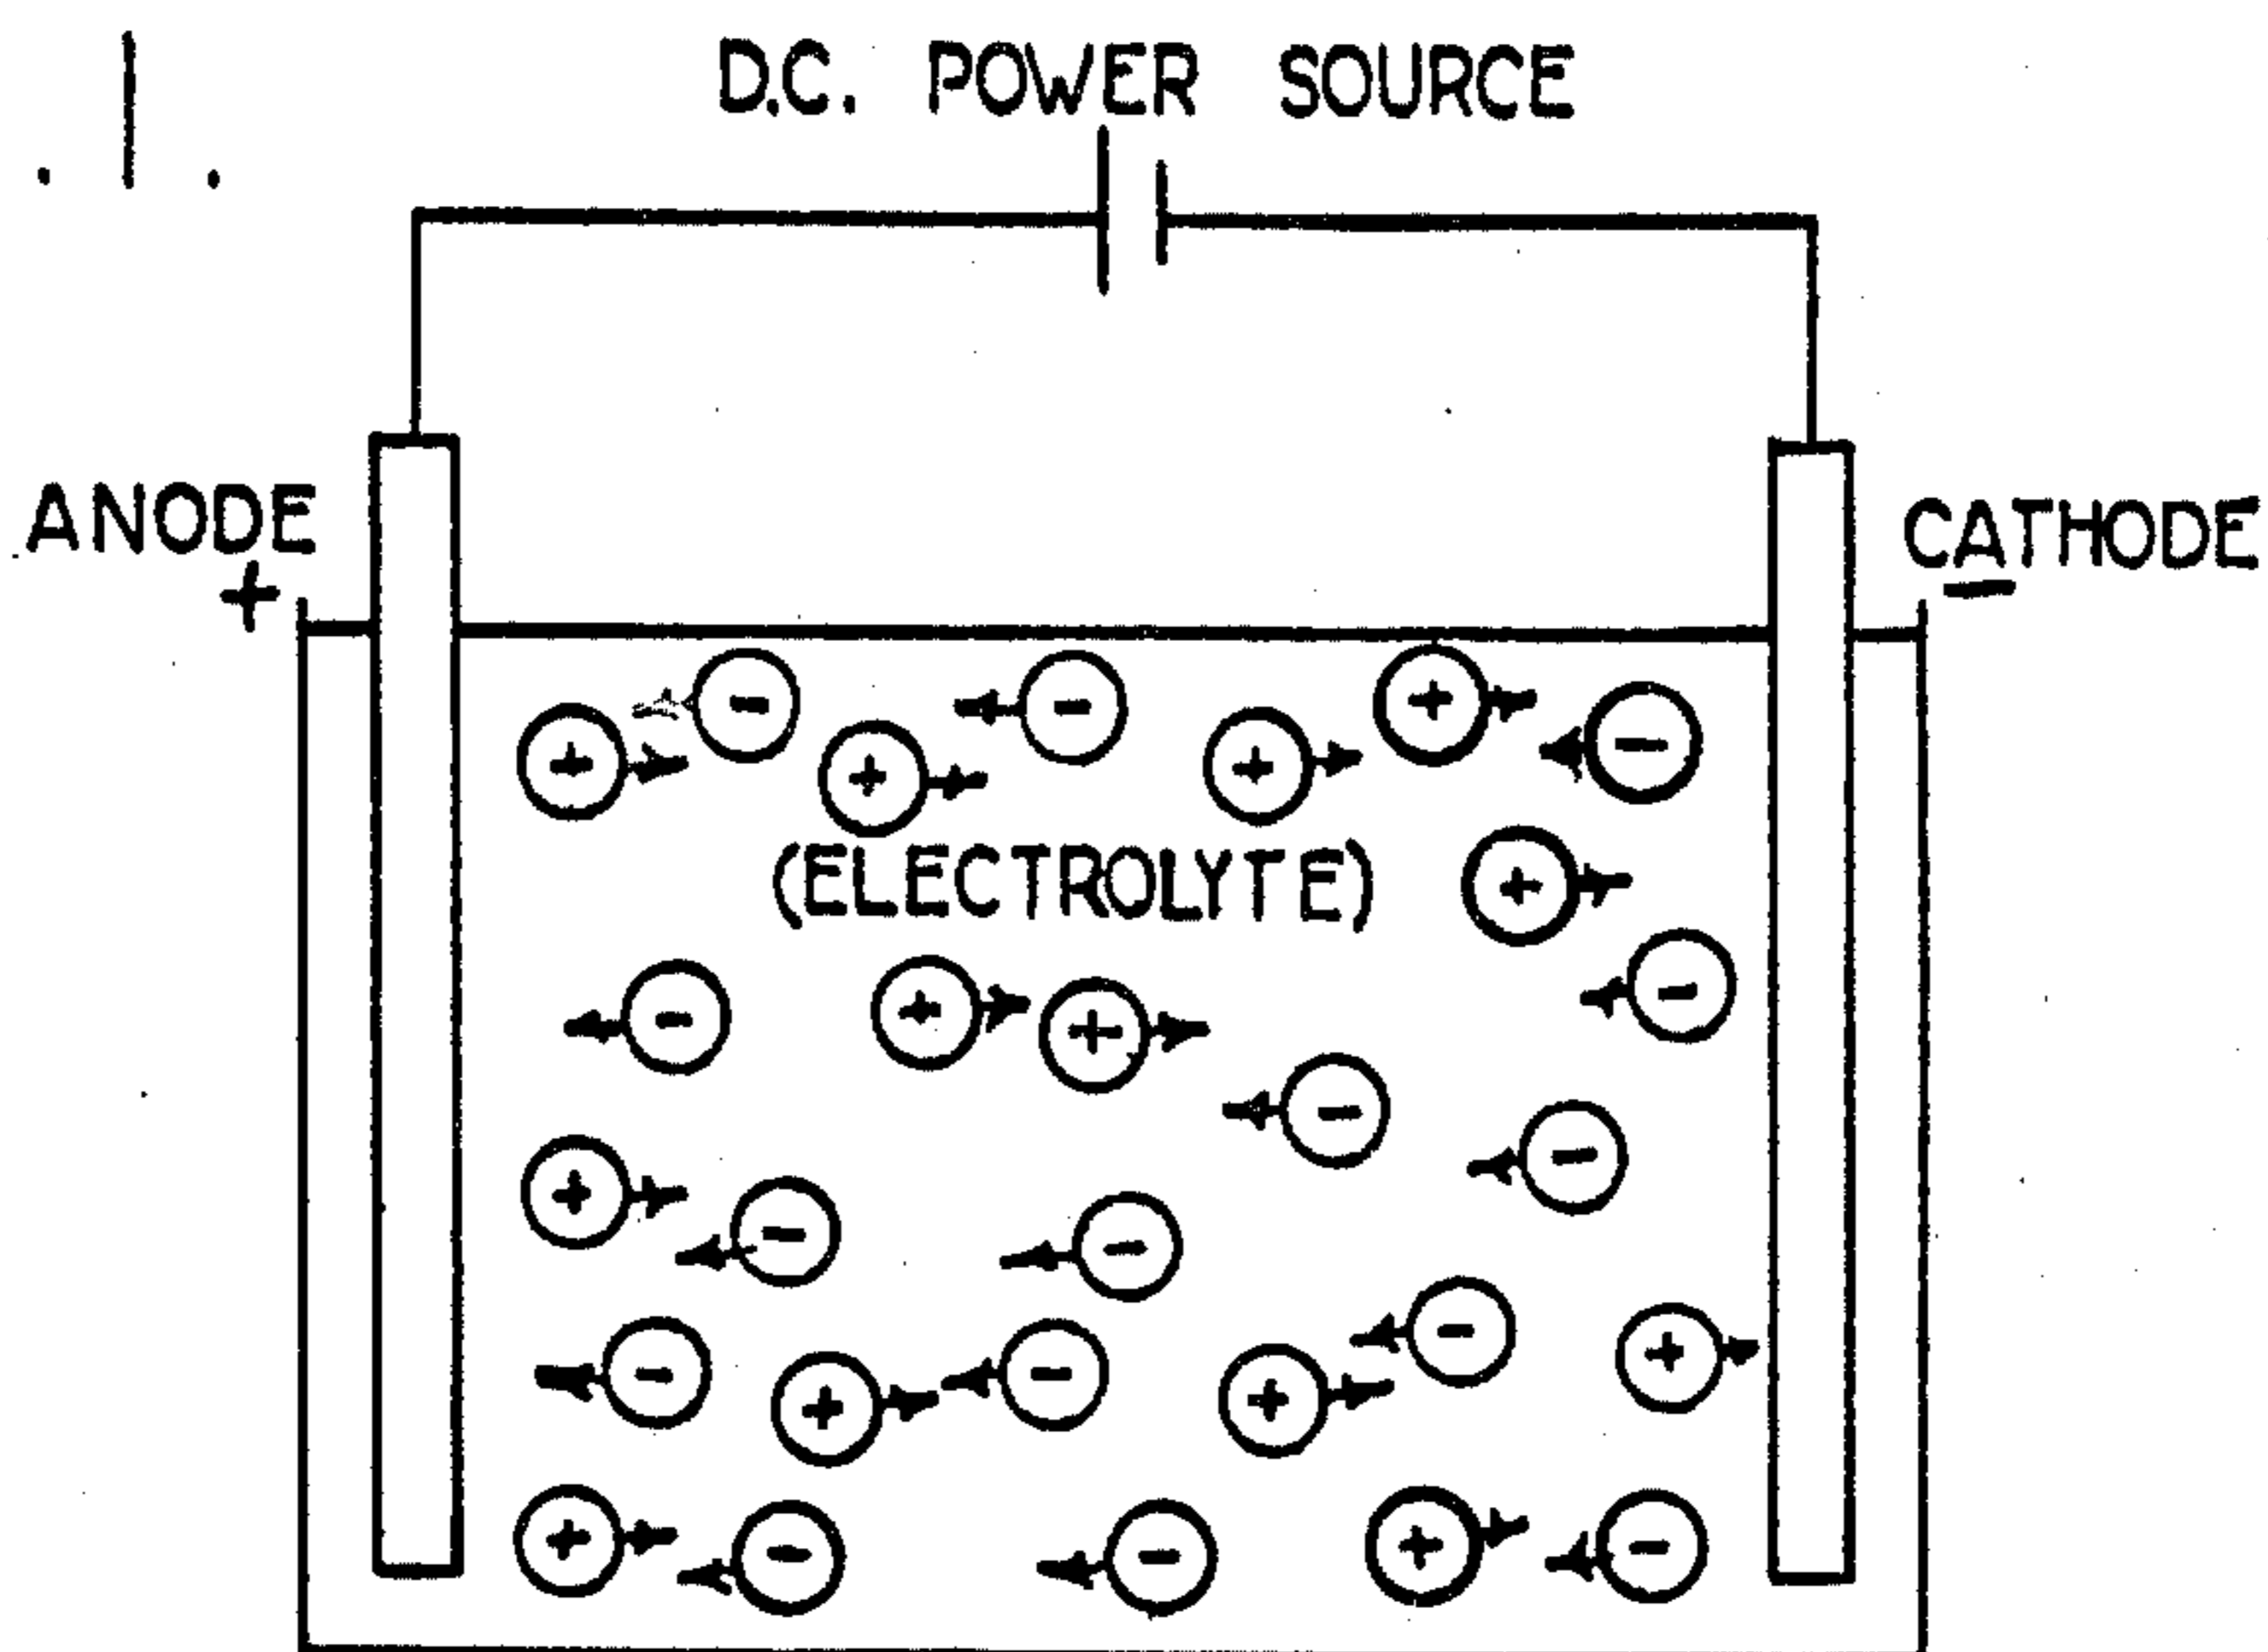 D.C. POWER SOURCE
ANODE
+
CATHODE
-
(ELECTROLYTE)